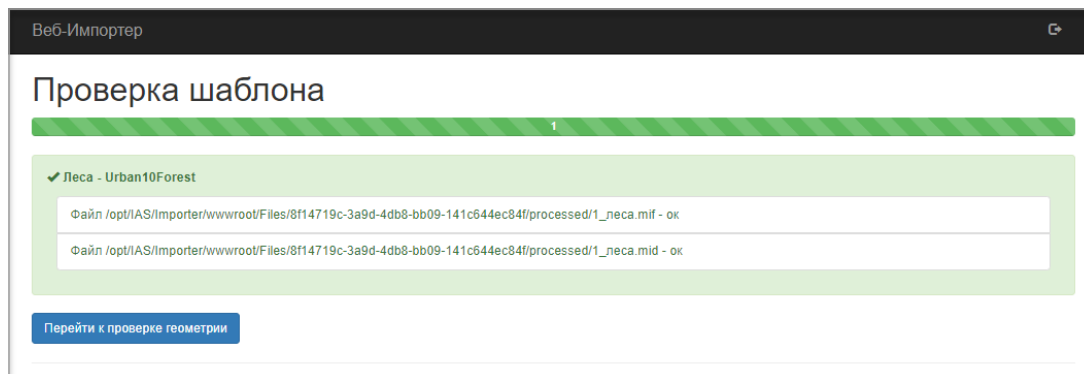 Веб-Импортер
Проверка шаблона
1
Леса - Urban10Forest
Файл /opt/IAS/Importer/wwwroot/Files/8f14719c-3a9d-4db8-bb09-141c644ec84f/processed/1_леса.mif - ок
Файл /opt/IAS/Importer/wwwroot/Files/8f14719c-3a9d-4db8-bb09-141c644ec84f/processed/1_леса.mid - ок
Перейти к проверке геометрии